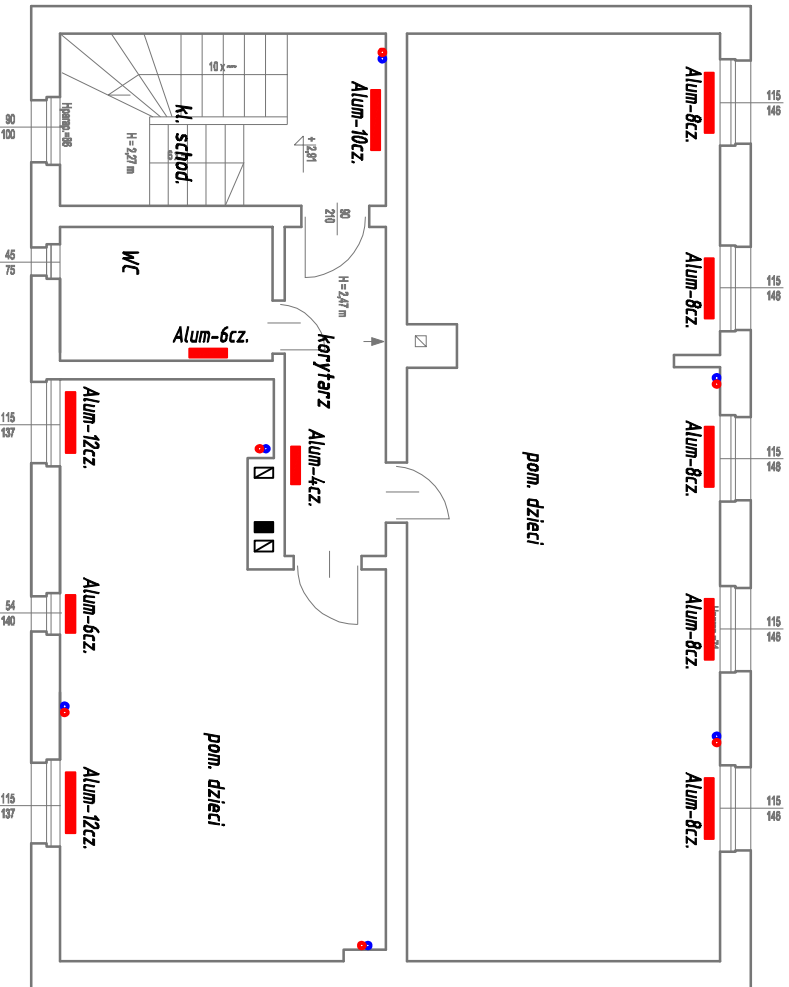 10 x
Alum-10cz.
kl. schod.
Hparap.=86
H = 2,27 m
+ 2,91
90
100
90
210
45
75
WC
H = 2,47 m
Alum-6cz.
korytarz
115
137
Alum-12cz.
Alum-4cz.
54
140
Alum-6cz.
pom. dzieci
115
137
Alum-12cz.
pom. dzieci
Alum-8cz.
115
146
Alum-8cz.
115
148
Alum-8cz.
115
148
Alum-8cz.
115
146
Alum-8cz.
115
146